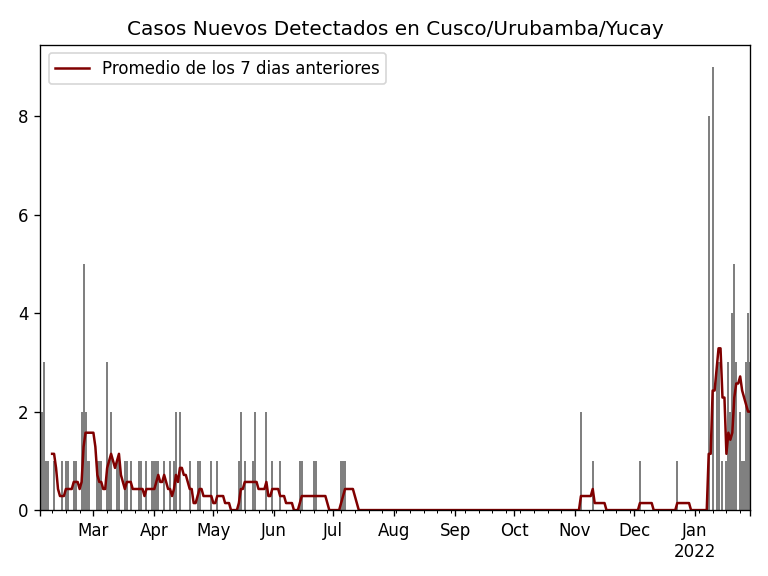 Casos Nuevos Detectados en Cusco/Urubamba/Yucay
Promedio de los 7 dias anteriores
8
6
4
2
0
Mar Apr May Jun Jul Aug Sep Oct Nov Dec Jan
2022